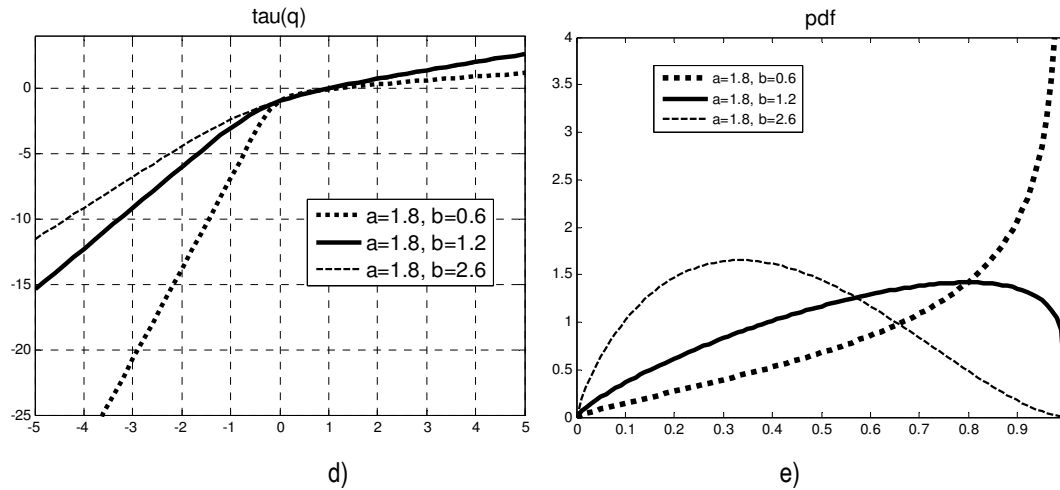 tau(q)
0
-5
-10
-15
-20
-25
-5 -4 -3 -2 -1 0 1 2 3 4 5
a=1.8, b=0.6
a=1.8, b=1.2
a=1.8, b=2.6
d)
pdf
4
3.5
3
2.5
2
1.5
1
0.5
0
0 0.1 0.2 0.3 0.4 0.5 0.6 0.7 0.8 0.9
a=1.8, b=0.6
a=1.8, b=1.2
a=1.8, b=2.6
e)